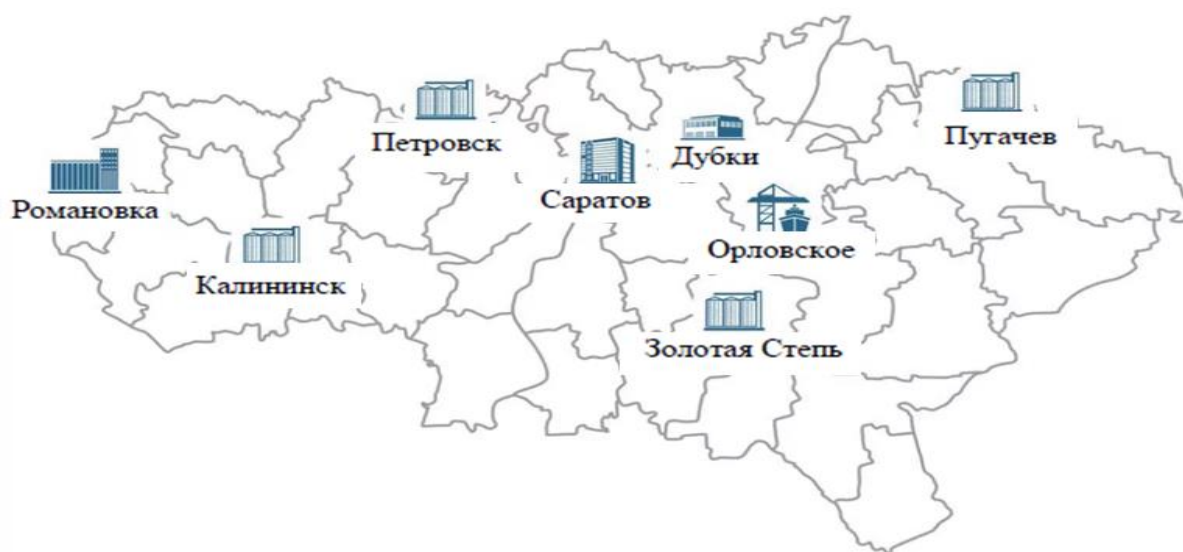 Петровск
Дубки
Пугачев
Романовка
Саратов
Орловское
Калининск
Золотая Степь